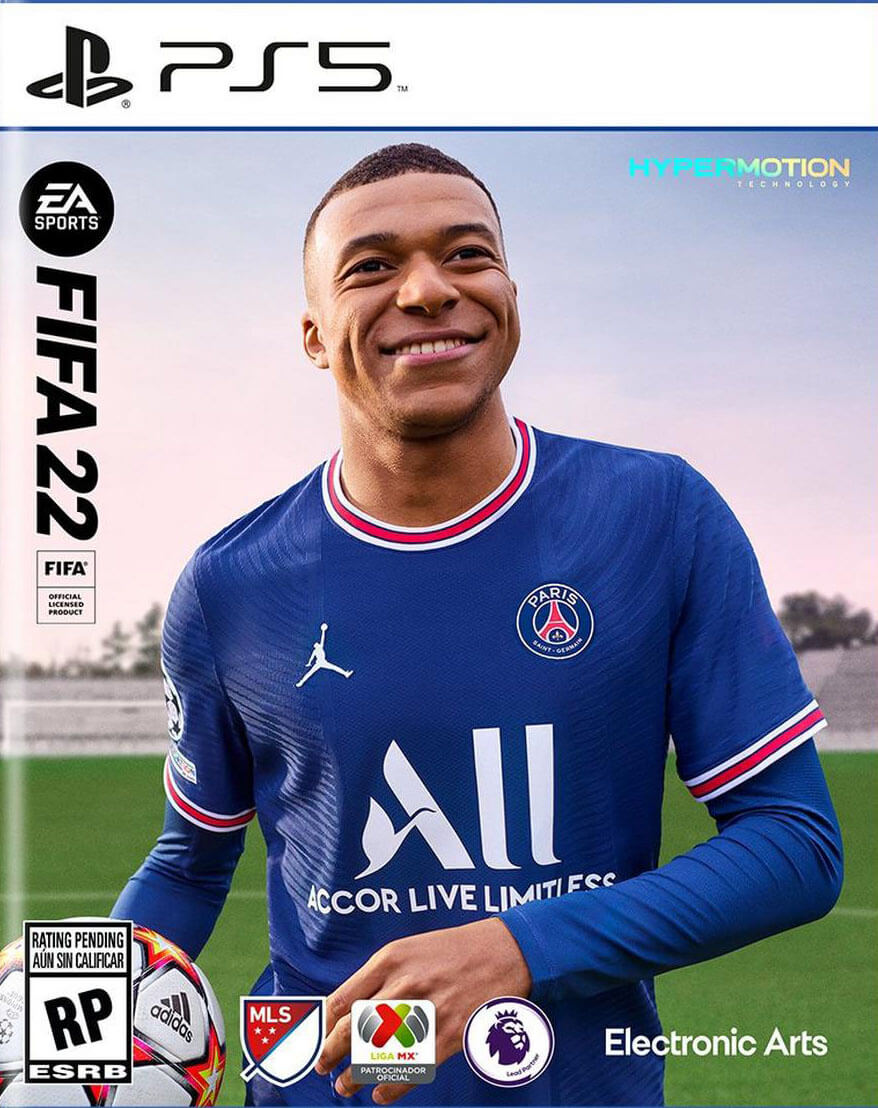 PS5
®
TM
HYPERMOTION
TECHNOLOGY
EA
SPORTS
FIFA 22
FIFA®
OFFICIAL
LICENSED
PRODUCT
PARIS
SAINT-GERMAIN
ALL
ACCOR LIVE LIMITLESS
RATING PENDING
AÚN SIN CALIFICAR
RP
ESRB
adidas
MLS
LIGA MX
PATROCINADOR
OFICIAL
Lead Partner
Electronic Arts